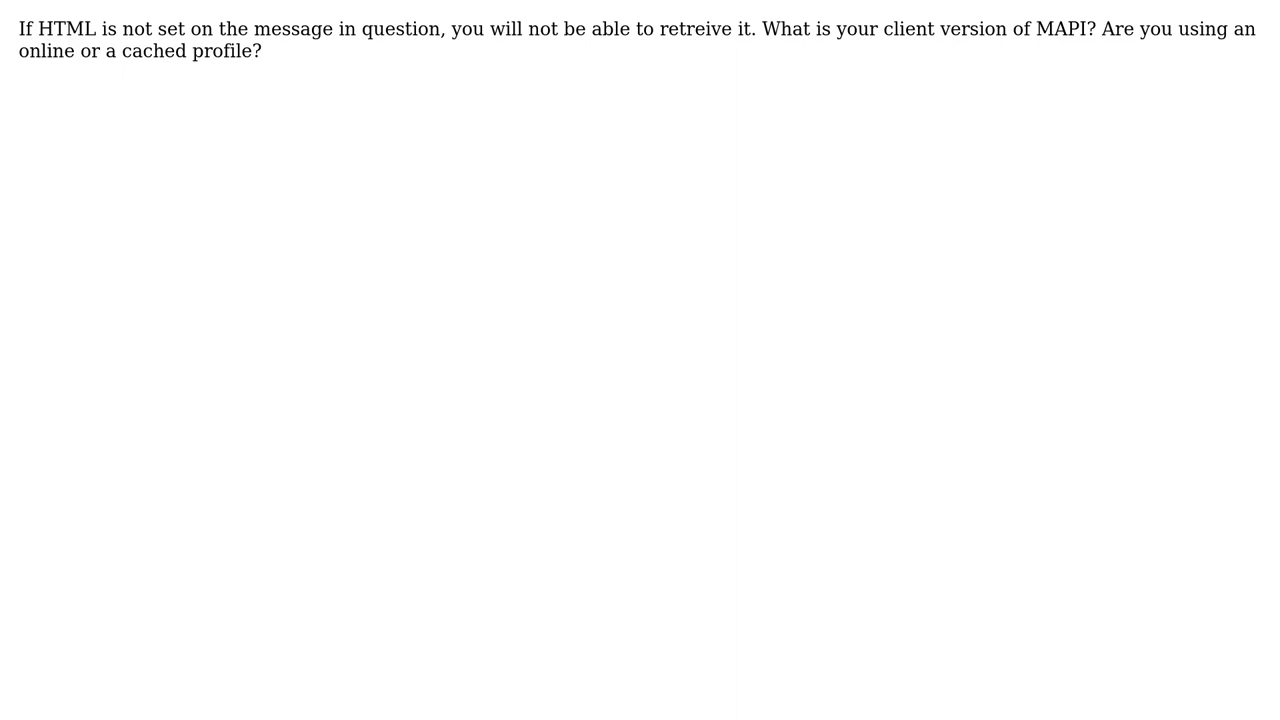 If HTML is not set on the message in question, you will not be able to retreive it. What is your client version of MAPI? Are you using an
online or a cached profile?